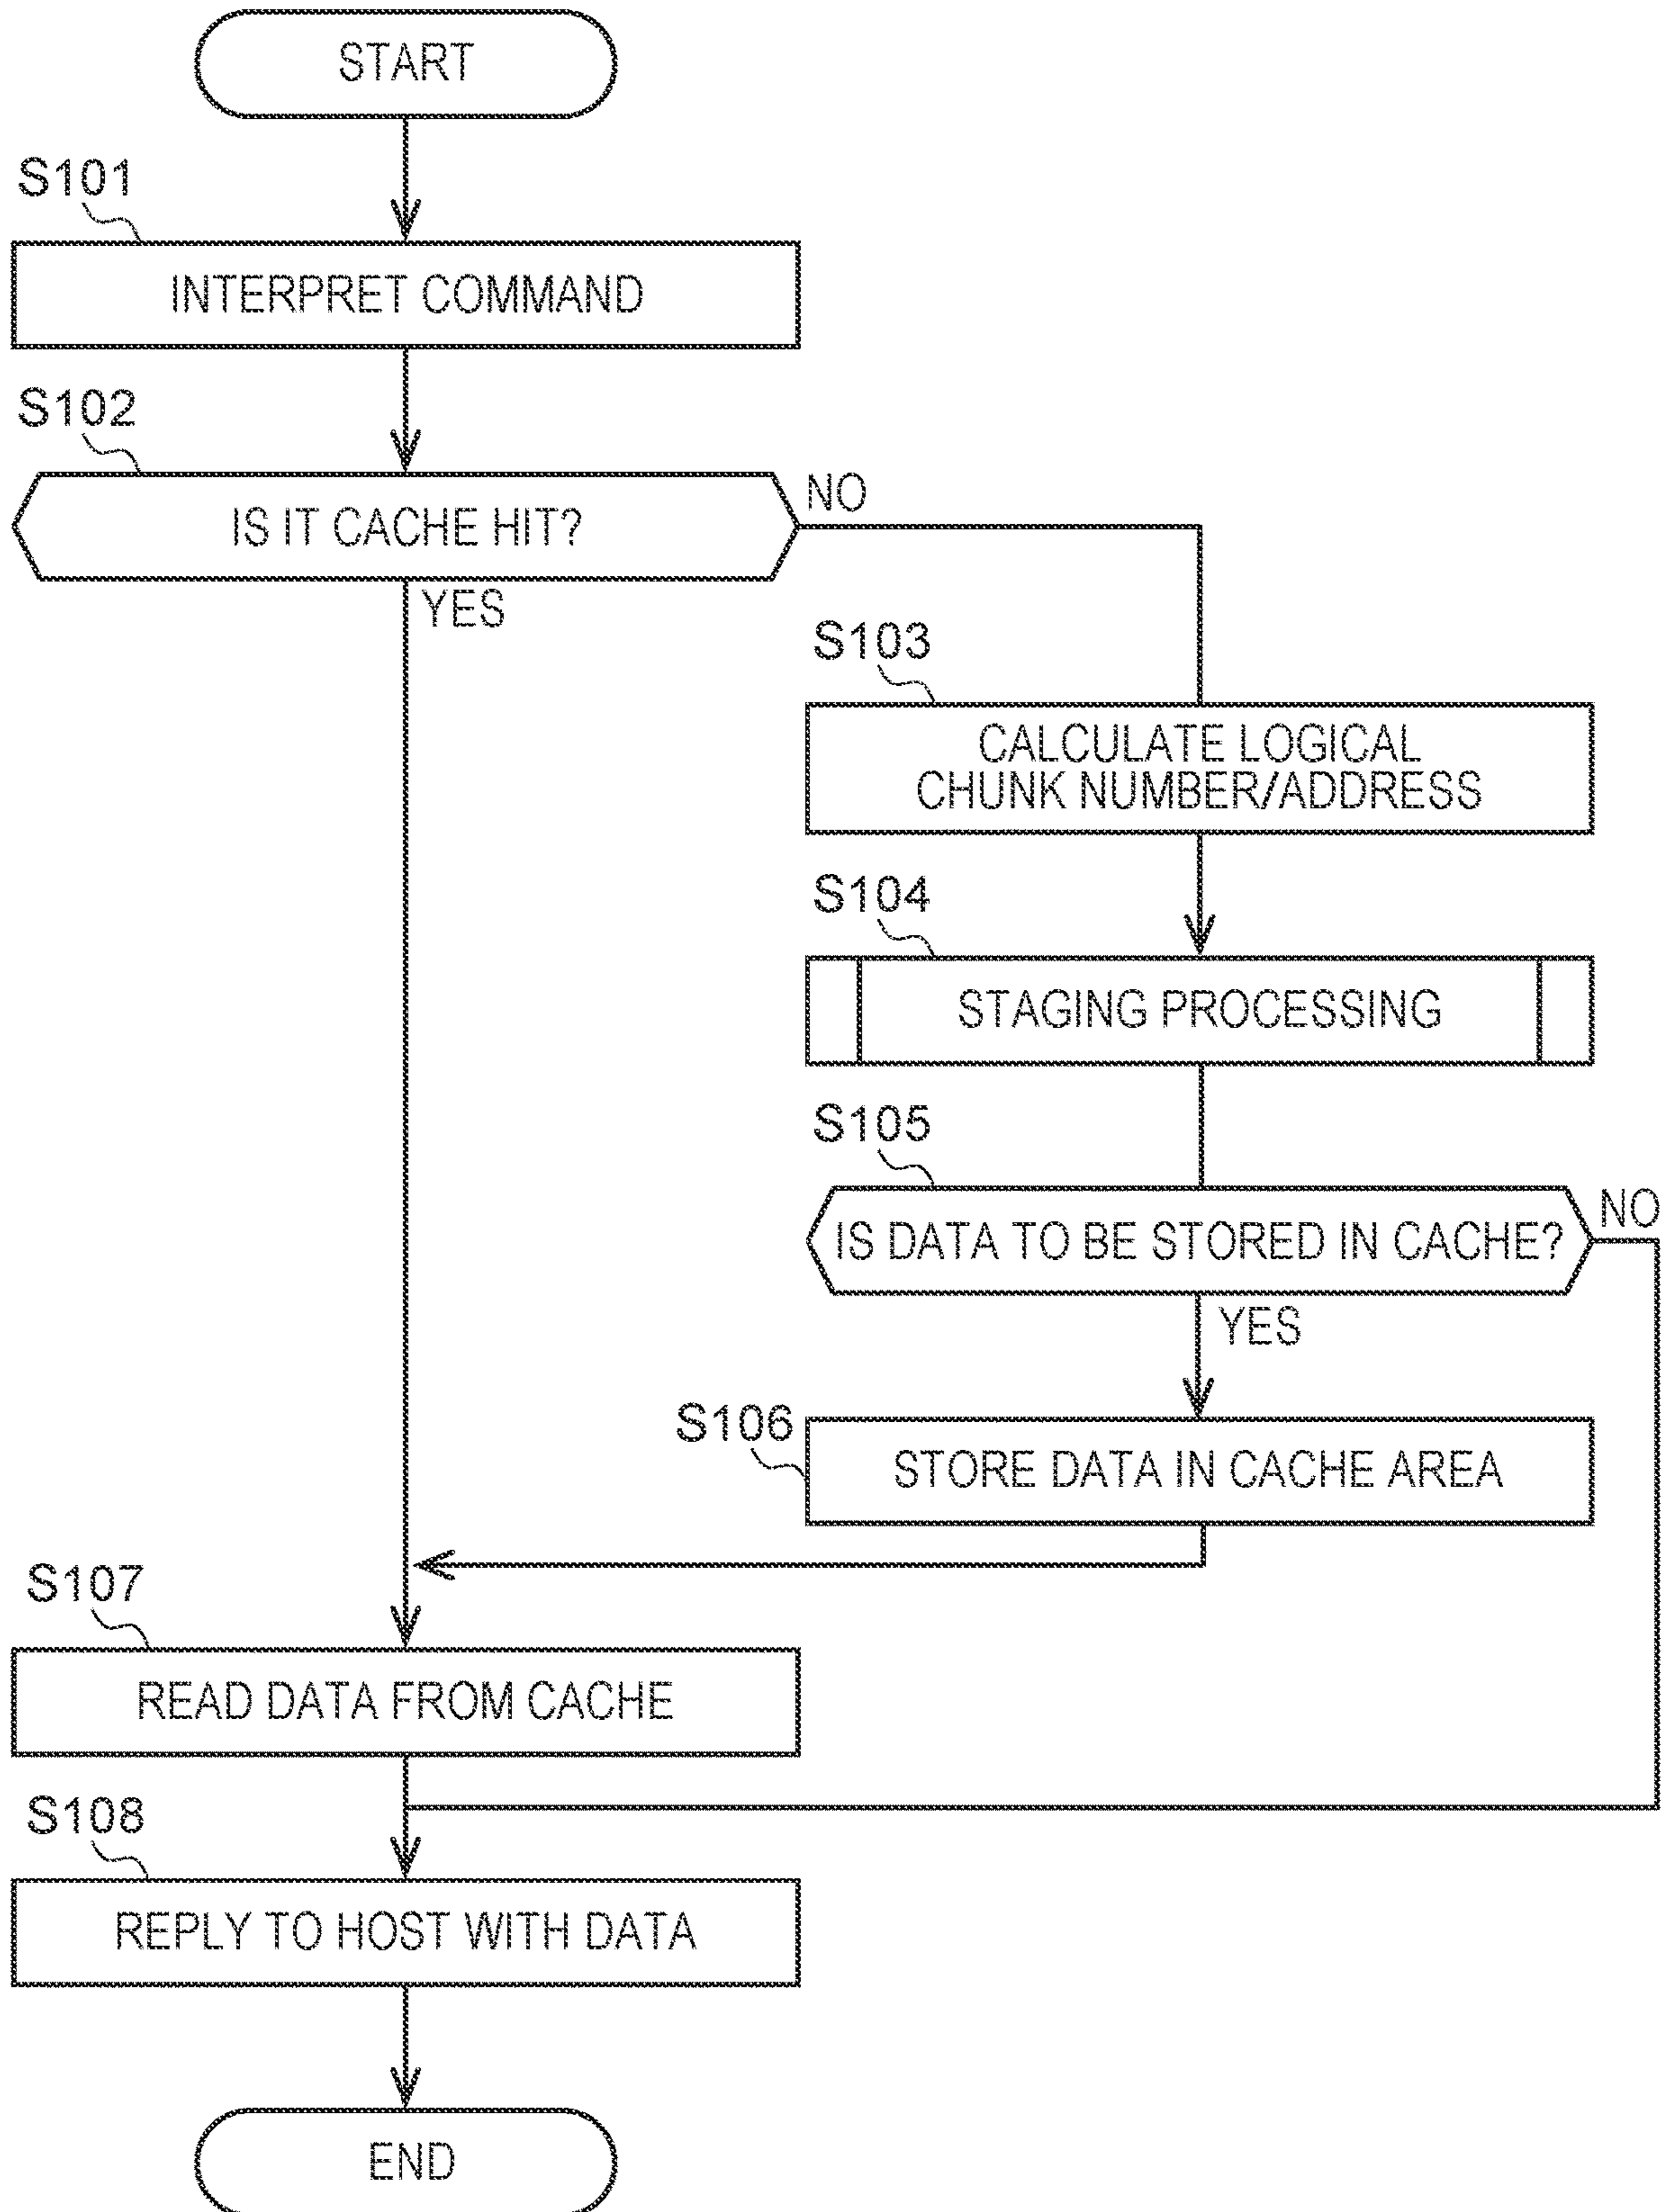 START
S101
INTERPRET COMMAND
S102
IS IT CACHE HIT?
NO
YES
S103
CALCULATE LOGICAL
CHUNK NUMBER/ADDRESS
S104
STAGING PROCESSING
S105
IS DATA TO BE STORED IN CACHE?
NO
YES
S106
STORE DATA IN CACHE AREA
S107
READ DATA FROM CACHE
S108
REPLY TO HOST WITH DATA
END